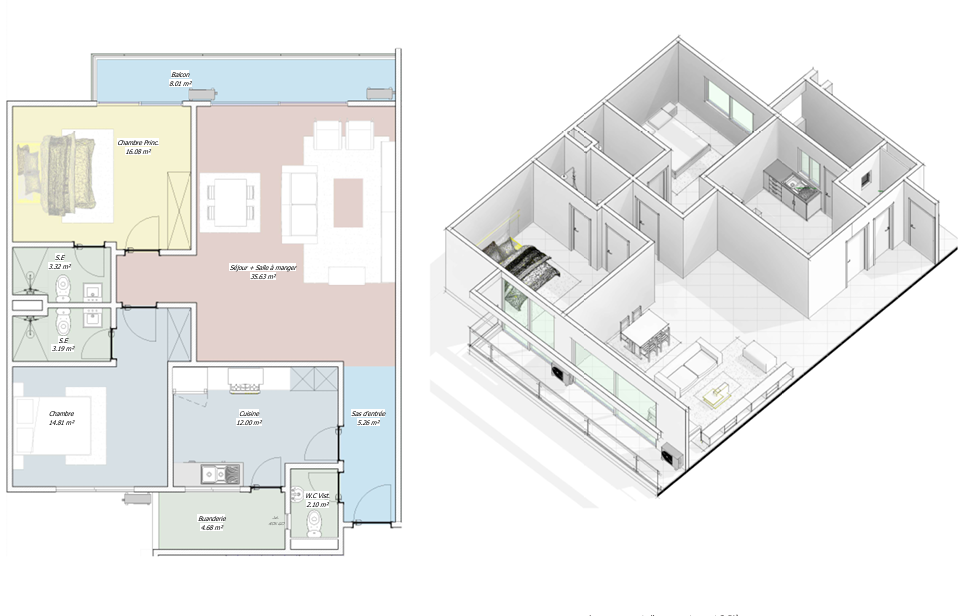 Balcon
8.01 m²
Chambre Princ.
16.08 m²
S.E
3.32 m²
Séjour + Salle à manger
35.63 m²
S.E
3.19 m²
Chambre
14.81 m²
Cuisine
12.00 m²
Sas d'entrée
5.26 m²
W.C Vist.
2.10 m²
Buanderie
4.68 m²